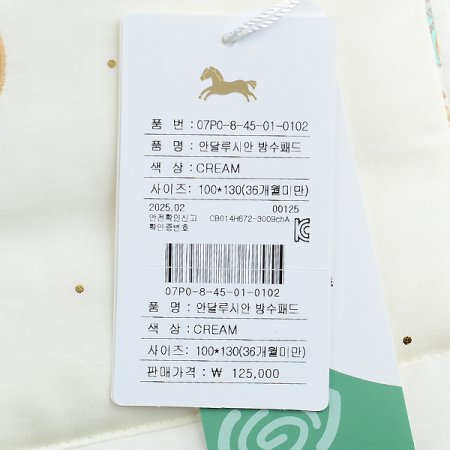 품 번 : 07P0-8-45-01-0102
품 명 : 안달루시안 방수패드
색 상 : CREAM
사이즈: 100*130(36개월미만)
2025.02 00125
안전확인신고 CB014H672-3009chA
확인증번호
07P0-8-45-01-0102
품 명 : 안달루시안 방수패드
색 상 : CREAM
사이즈: 100*130(36개월미만)
판매가격: ₩ 125,000